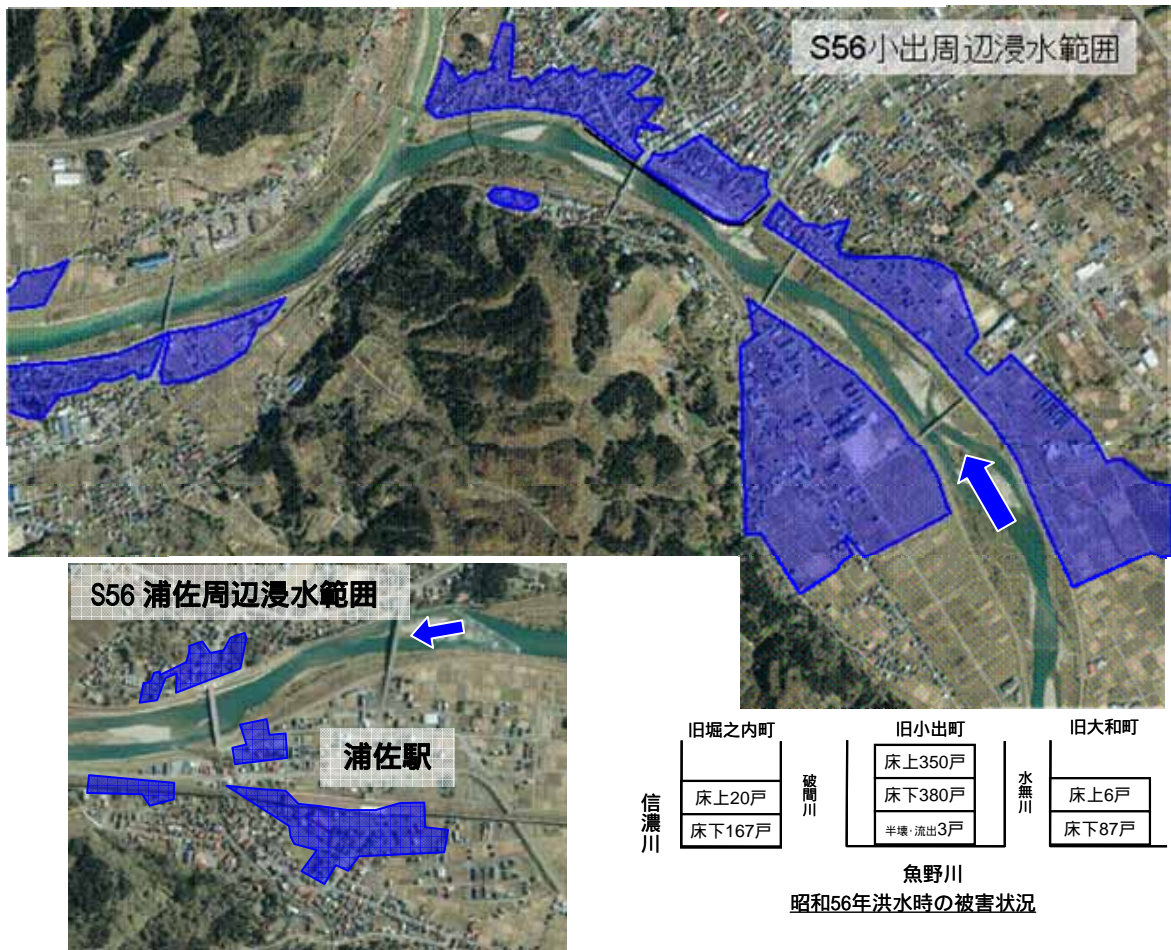 S56小出周辺浸水範囲
S56 浦佐周辺浸水範囲
浦佐駅
旧堀之内町
旧小出町
旧大和町
床上350戸
床上20戸
床下380戸
床上6戸
床下167戸
半壊・流出3戸
床下87戸
信濃川
破間川
水無川
魚野川
昭和56年洪水時の被害状況